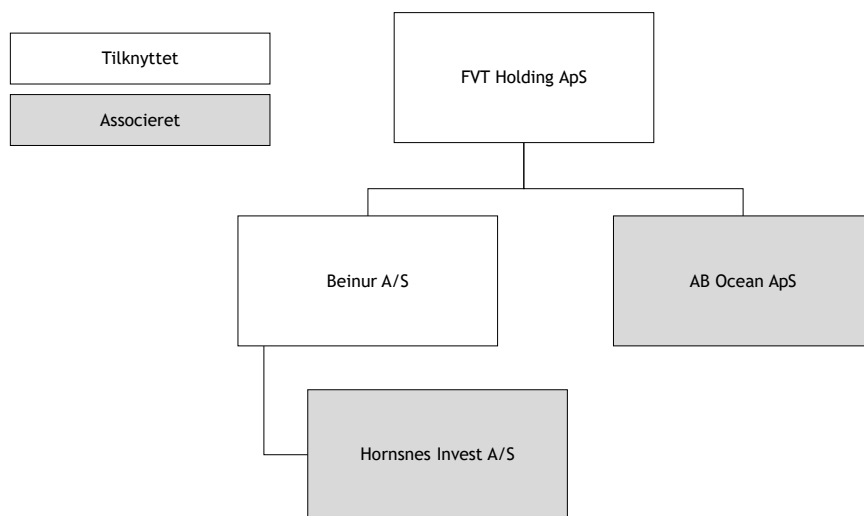 Tilknyttet
FVT Holding ApS
Associeret
Beinur A/S
AB Ocean ApS
Hornsnes Invest A/S